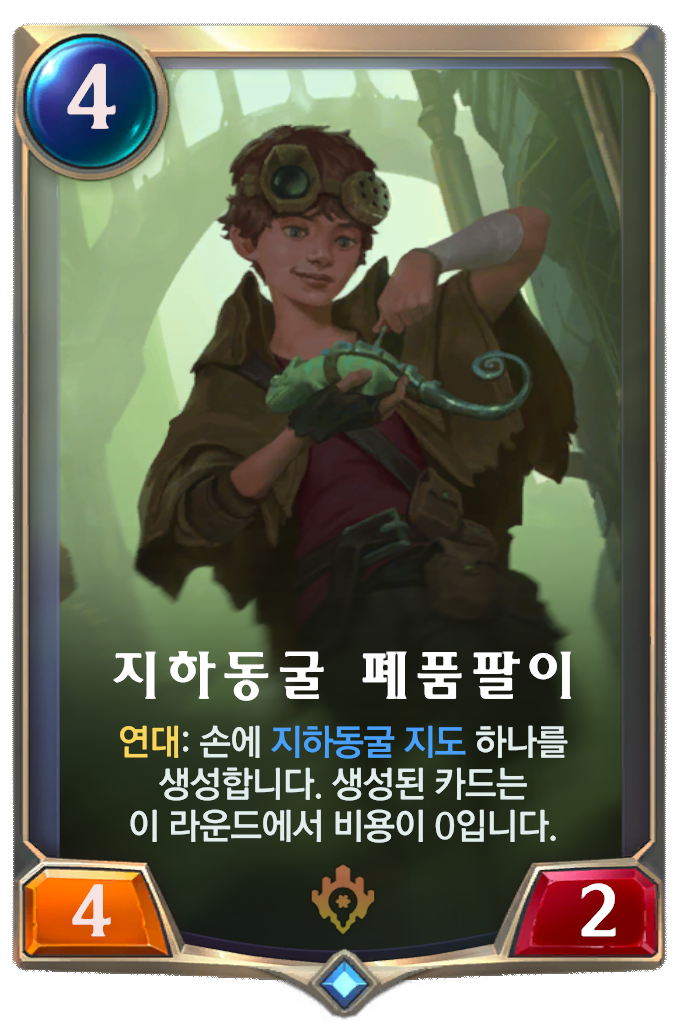 4
지하동굴 폐품팔이
연대: 손에 지하동굴 지도 하나를
생성합니다. 생성된 카드는
이 라운드에서 비용이 0입니다.
4
2